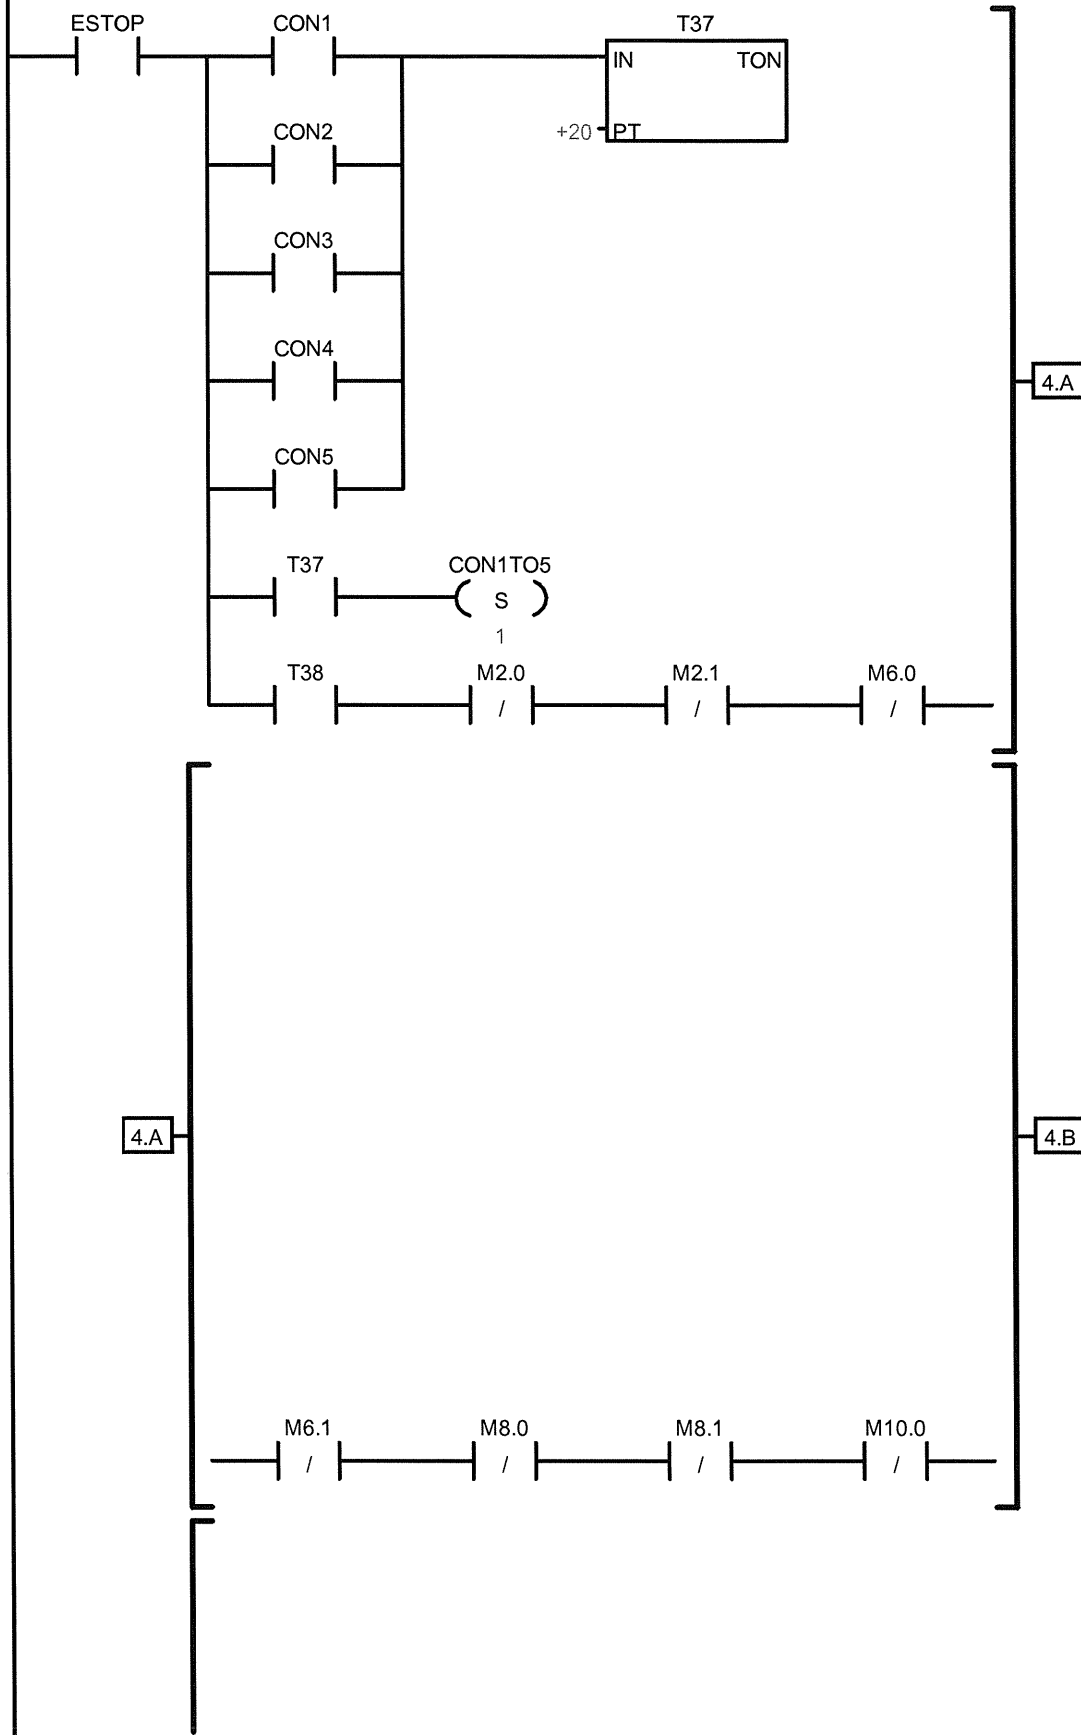 ESTOP CON1 T37
IN TON
+20 PT
CON2
CON3
CON4
4.A
CON5
T37 CON1TO5
S
1
T38 M2.0 M2.1 M6.0
/ / /
4.A 4.B
M6.1 M8.0 M8.1 M10.0
/ / / /